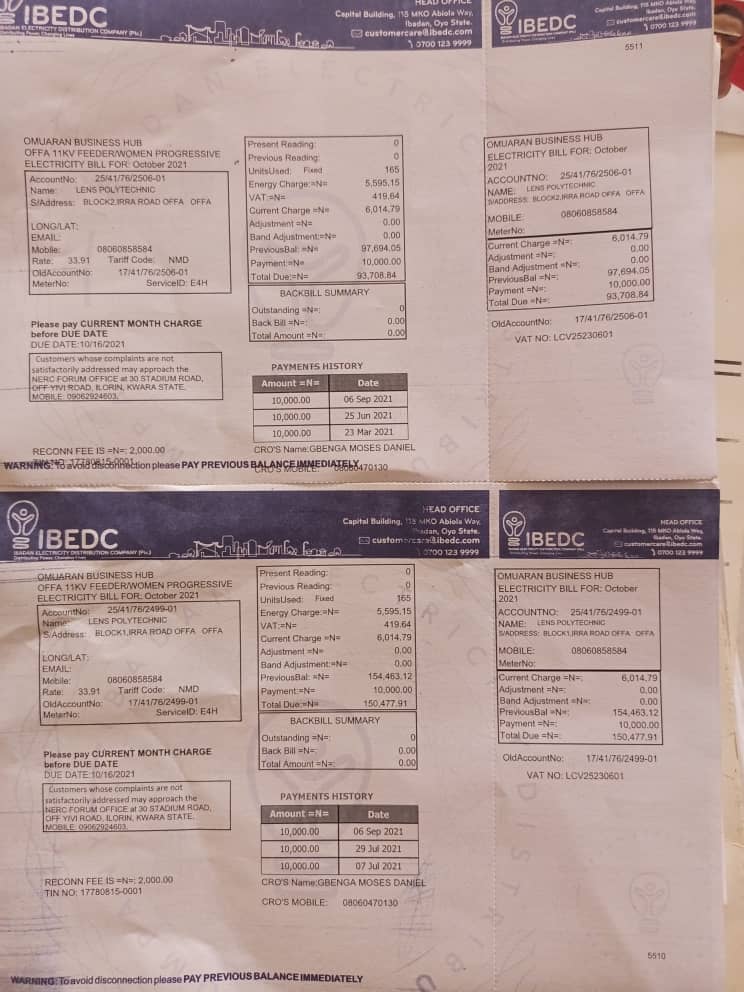 HEAD OFFICE
IBEDC
Capital Building, 115 MKO Abiola Way,
Ibadan, Oyo State.
IBADAN ELECTRICITY DISTRIBUTION COMPANY (Plc)
customercare@ibedc.com
0700 123 9999
OMUARAN BUSINESS HUB
OFFA 11KV FEEDER/WOMEN PROGRESSIVE
ELECTRICITY BILL FOR: October 2021
AccountNo: 25/41/76/2506-01
Name: LENS POLYTECHNIC
S/Address: BLOCK2,IRRA ROAD OFFA OFFA
LONG/LAT:
EMAIL:
Mobile: 08060858584
Rate: 33.91 Tariff Code: NMD
OldAccountNo: 17/41/76/2506-01
MeterNo: ServiceID: E4H
Please pay CURRENT MONTH CHARGE
before DUE DATE
DUE DATE:10/16/2021
Customers whose complaints are not
satisfactorily addressed may approach the
NERC FORUM OFFICE at 30 STADIUM ROAD,
OFF YIVI ROAD, ILORIN, KWARA STATE.
MOBILE: 09062924603.
RECONN FEE IS =N=: 2,000.00
TIN NO: 17780815-0001
WARNING: To avoid disconnection please PAY PREVIOUS BALANCE IMMEDIATELY
Present Reading: 0
Previous Reading: 0
UnitsUsed: Fixed 165
Energy Charge:=N= 5,595.15
VAT:=N= 419.64
Current Charge =N= 6,014.79
Adjustment =N=: 0.00
Band Adjustment:=N= 0.00
PreviousBal: =N= 97,694.05
Payment:=N= 10,000.00
Total Due:=N= 93,708.84
BACKBILL SUMMARY
Outstanding =N=: 0
Back Bill =N=: 0.00
Total Amount =N=: 0.00
PAYMENTS HISTORY
Amount =N= Date
10,000.00 06 Sep 2021
10,000.00 25 Jun 2021
10,000.00 23 Mar 2021
CRO'S Name:GBENGA MOSES DANIEL
CRO'S MOBILE: 08060470130
IBEDC
Capital Building, 115 MKO Abiola Way,
Ibadan, Oyo State.
customercare@ibedc.com
0700 123 9999
5511
OMUARAN BUSINESS HUB
ELECTRICITY BILL FOR: October
2021
ACCOUNTNO: 25/41/76/2506-01
NAME: LENS POLYTECHNIC
S/ADDRESS: BLOCK2,IRRA ROAD OFFA OFFA
MOBILE: 08060858584
MeterNo:
Current Charge =N=: 6,014.79
Adjustment =N=: 0.00
Band Adjustment =N=: 0.00
PreviousBal =N=: 97,694.05
Payment =N=: 10,000.00
Total Due =N=: 93,708.84
OldAccountNo: 17/41/76/2506-01
VAT NO: LCV25230601
IBEDC
IBADAN ELECTRICITY DISTRIBUTION COMPANY (Plc)
HEAD OFFICE
Capital Building, 115 MKO Abiola Way,
Ibadan, Oyo State.
customercare@ibedc.com
0700 123 9999
OMUARAN BUSINESS HUB
OFFA 11KV FEEDER/WOMEN PROGRESSIVE
ELECTRICITY BILL FOR: October 2021
AccountNo: 25/41/76/2499-01
Name: LENS POLYTECHNIC
S/Address: BLOCK1,IRRA ROAD OFFA OFFA
LONG/LAT:
EMAIL:
Mobile: 08060858584
Rate: 33.91 Tariff Code: NMD
OldAccountNo: 17/41/76/2499-01
MeterNo: ServiceID: E4H
Please pay CURRENT MONTH CHARGE
before DUE DATE
DUE DATE:10/16/2021
Customers whose complaints are not
satisfactorily addressed may approach the
NERC FORUM OFFICE at 30 STADIUM ROAD,
OFF YIVI ROAD, ILORIN, KWARA STATE.
MOBILE: 09062924603.
RECONN FEE IS =N=: 2,000.00
TIN NO: 17780815-0001
Present Reading: 0
Previous Reading: 0
UnitsUsed: Fixed 165
Energy Charge:=N= 5,595.15
VAT:=N= 419.64
Current Charge =N= 6,014.79
Adjustment =N=: 0.00
Band Adjustment:=N= 0.00
PreviousBal: =N= 154,463.12
Payment:=N= 10,000.00
Total Due:=N= 150,477.91
BACKBILL SUMMARY
Outstanding =N=: 0
Back Bill =N=: 0.00
Total Amount =N=: 0.00
PAYMENTS HISTORY
Amount =N= Date
10,000.00 06 Sep 2021
10,000.00 29 Jul 2021
10,000.00 07 Jul 2021
CRO'S Name:GBENGA MOSES DANIEL
CRO'S MOBILE: 08060470130
WARNING: To avoid disconnection please PAY PREVIOUS BALANCE IMMEDIATELY
IBEDC
HEAD OFFICE
Capital Building, 115 MKO Abiola Way,
Ibadan, Oyo State.
customercare@ibedc.com
0700 123 9999
OMUARAN BUSINESS HUB
ELECTRICITY BILL FOR: October
2021
ACCOUNTNO: 25/41/76/2499-01
NAME: LENS POLYTECHNIC
S/ADDRESS: BLOCK1,IRRA ROAD OFFA OFFA
MOBILE: 08060858584
MeterNo:
Current Charge =N=: 6,014.79
Adjustment =N=: 0.00
Band Adjustment =N=: 0.00
PreviousBal =N=: 154,463.12
Payment =N=: 10,000.00
Total Due =N=: 150,477.91
OldAccountNo: 17/41/76/2499-01
VAT NO: LCV25230601
5510